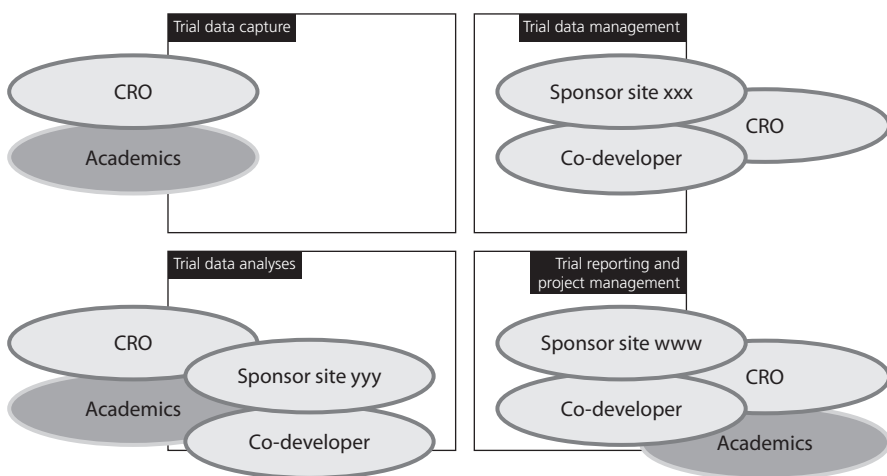 Trial data capture
CRO
Academics
Trial data management
Sponsor site xxx
CRO
Co-developer
Trial data analyses
CRO
Sponsor site yyy
Academics
Co-developer
Trial reporting and
project management
Sponsor site www
CRO
Co-developer
Academics